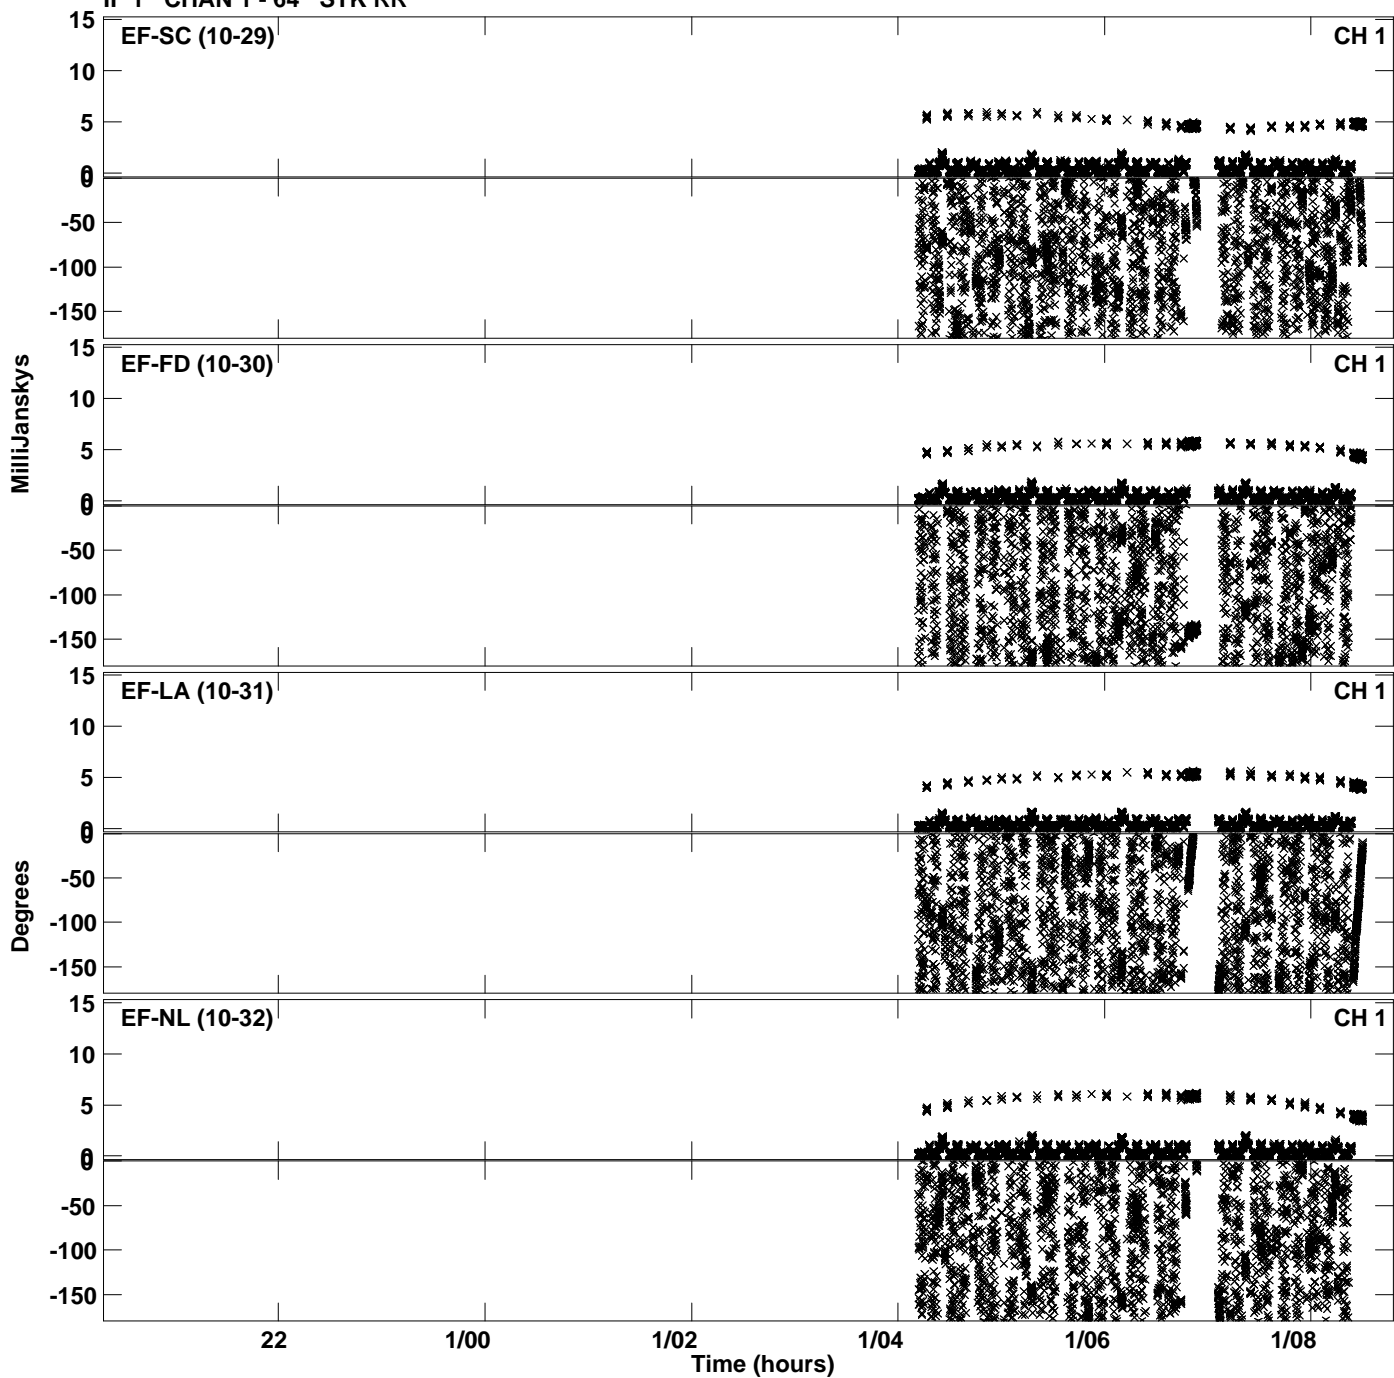 IF 1 CHAN 1 - 64 STK RR
15
EF-SC (10-29)
CH 1
10
5
0
0
-50
-100
-150
15
EF-FD (10-30)
CH 1
10
5
0
0
-50
-100
-150
MilliJanskys
15
EF-LA (10-31)
CH 1
10
5
0
0
-50
-100
-150
Degrees
15
EF-NL (10-32)
CH 1
10
5
0
0
-50
-100
-150
22 1/00 1/02 1/04 1/06 1/08
Time (hours)